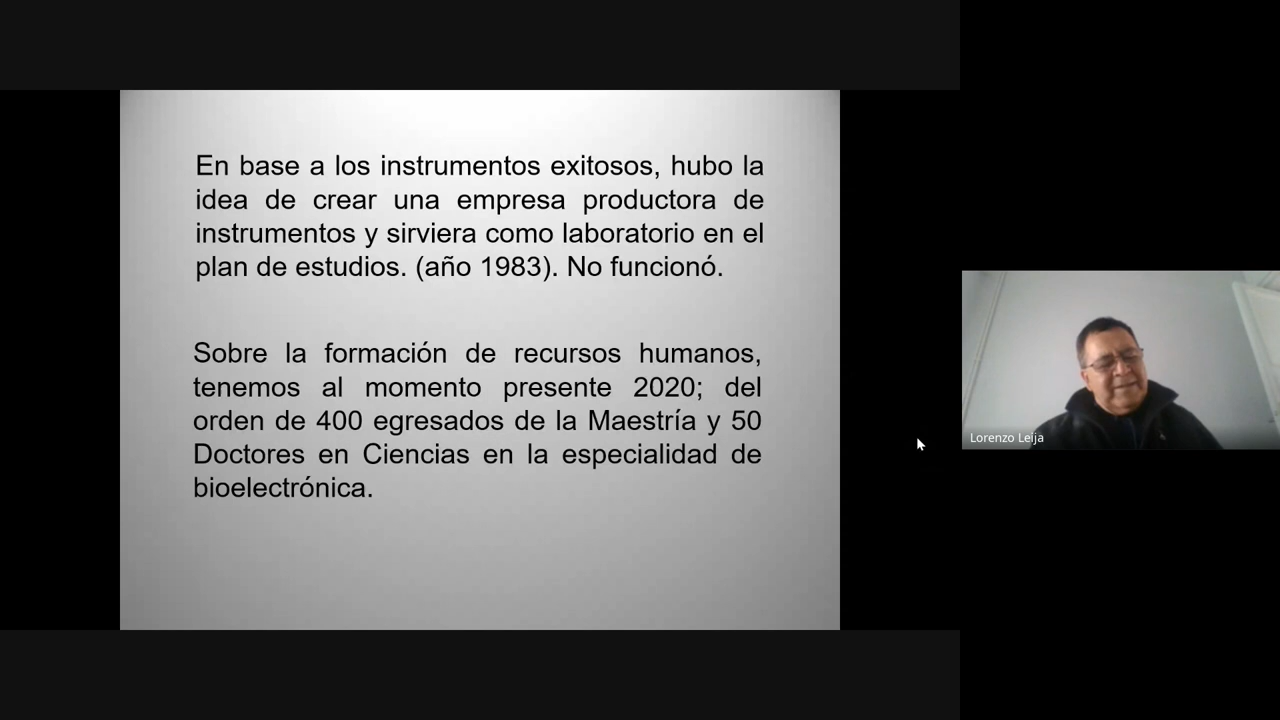 En base a los instrumentos exitosos, hubo la
idea de crear una empresa productora de
instrumentos y sirviera como laboratorio en el
plan de estudios. (año 1983). No funcionó.
Sobre la formación de recursos humanos,
tenemos al momento presente 2020; del
orden de 400 egresados de la Maestría y 50
Doctores en Ciencias en la especialidad de
bioelectrónica.
Lorenzo Leija